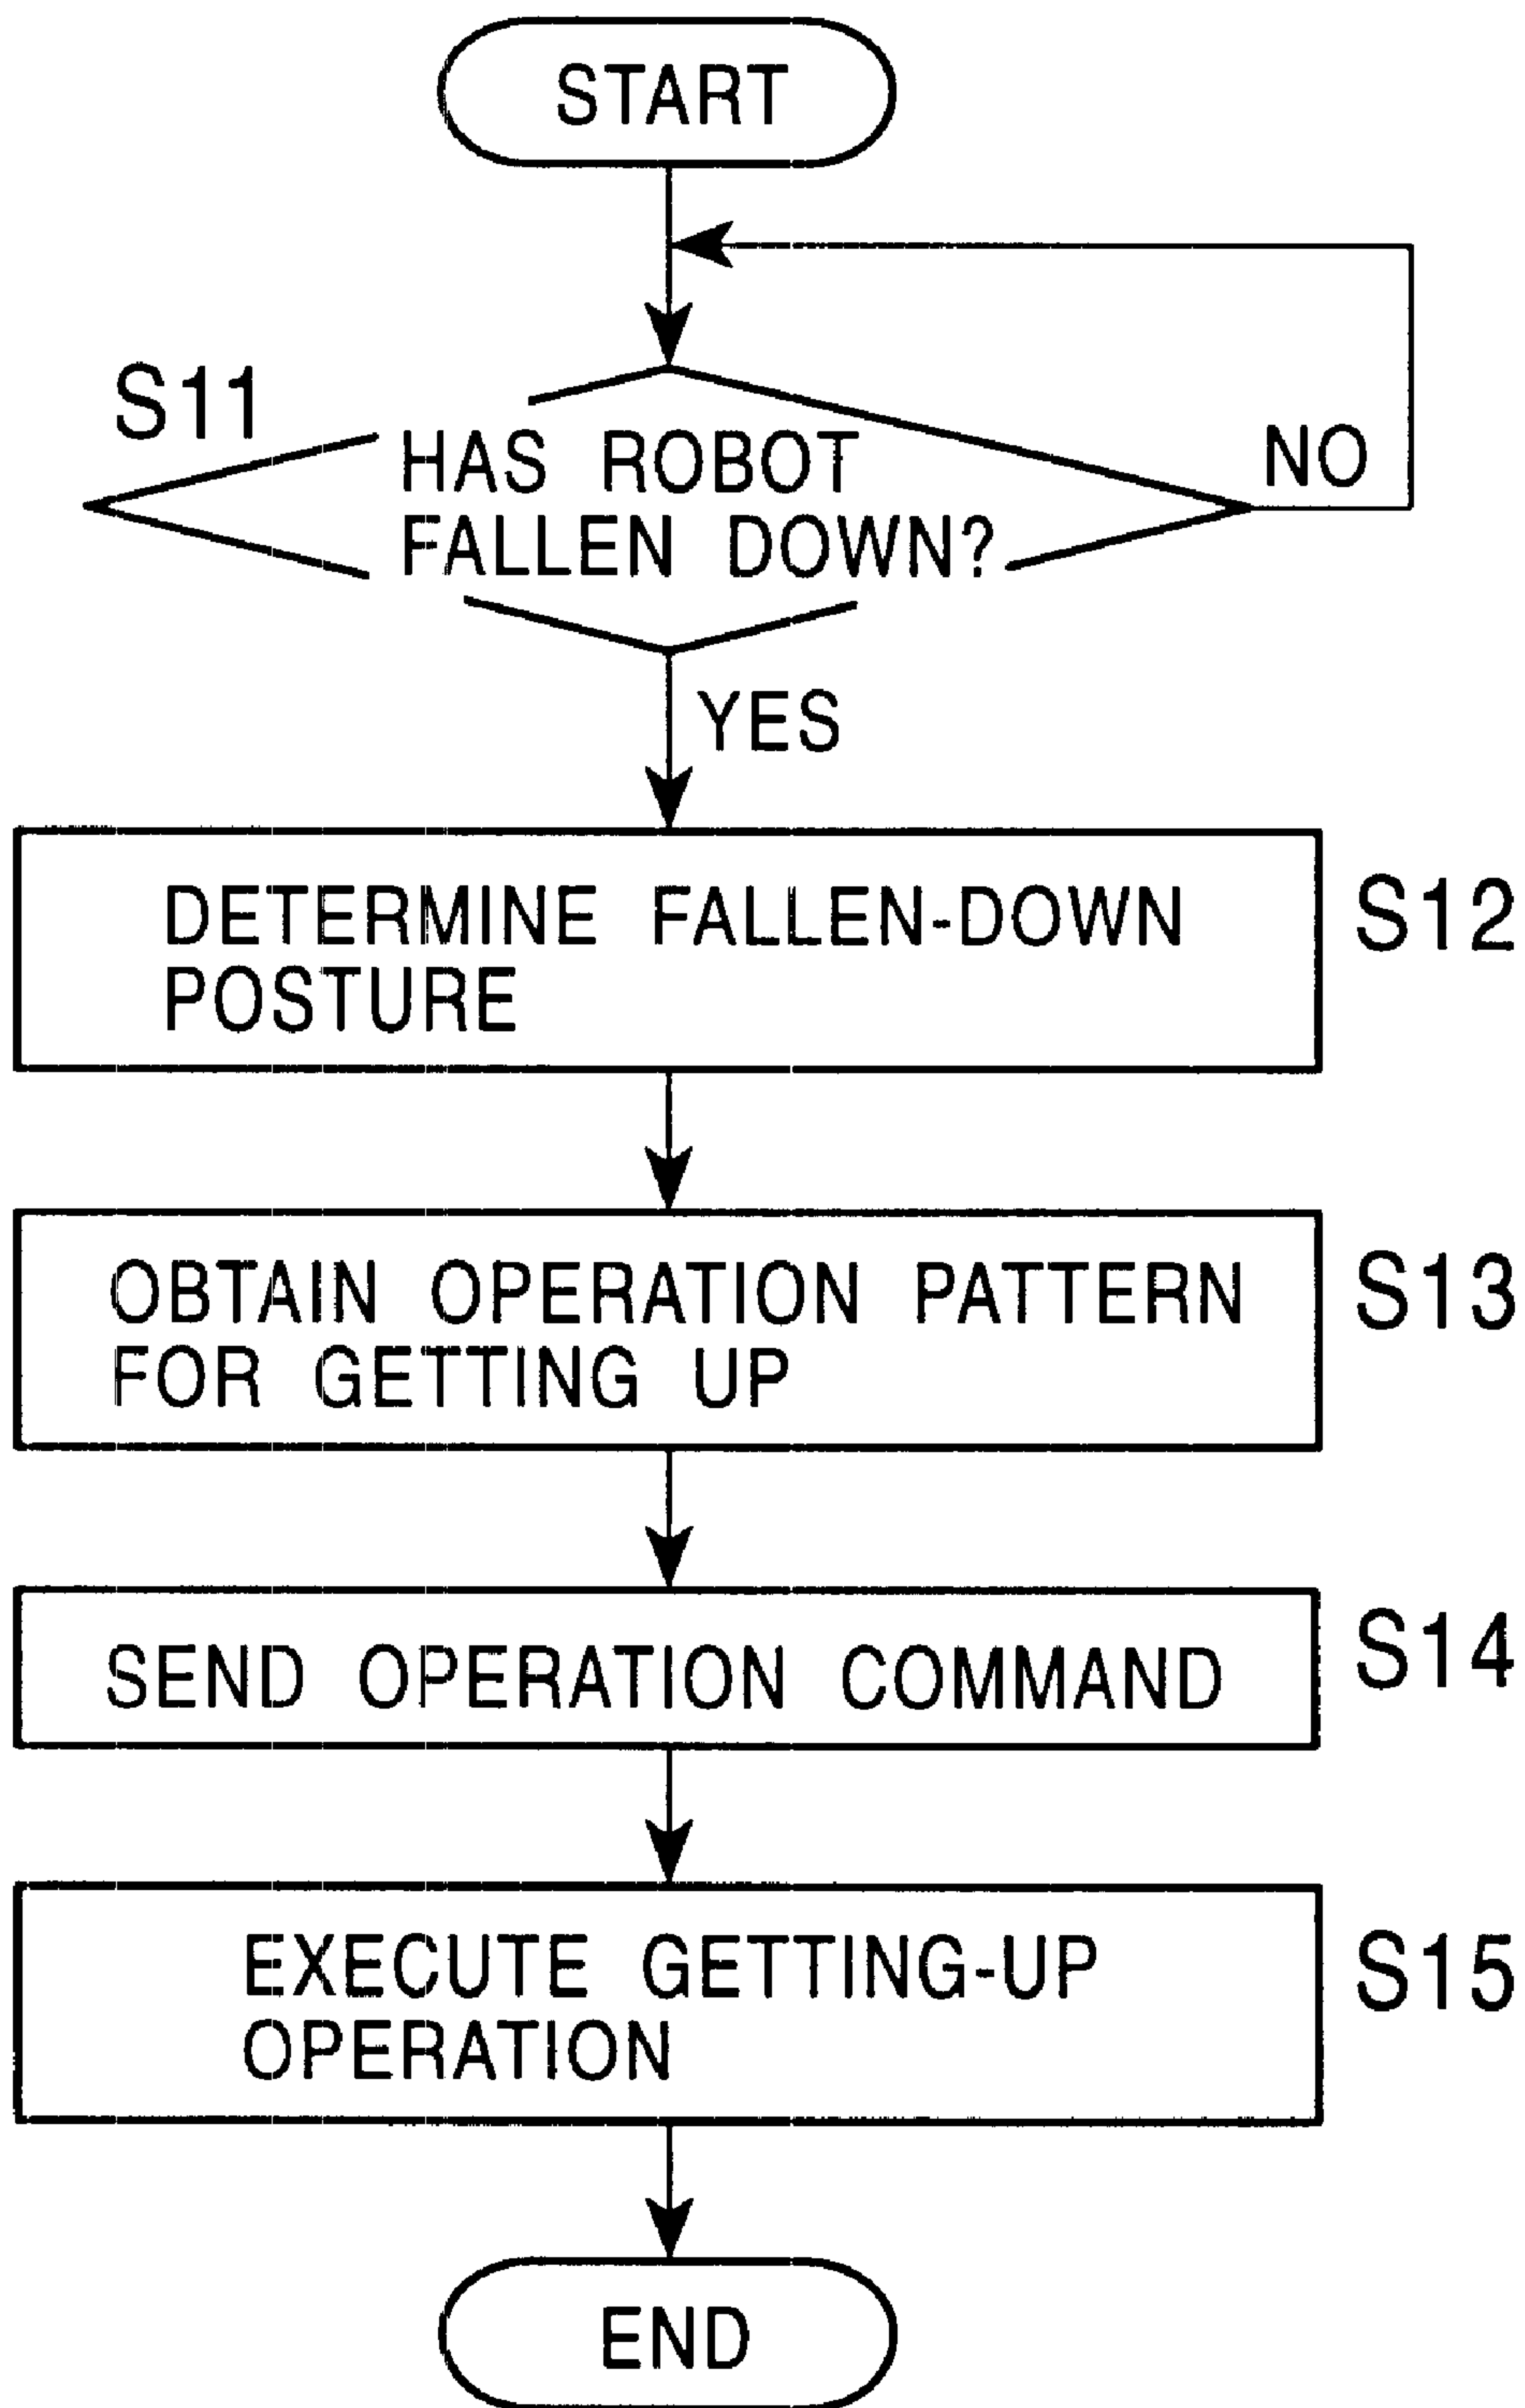 START
S11
HAS ROBOT
FALLEN DOWN?
NO
YES
DETERMINE FALLEN-DOWN
POSTURE
S12
OBTAIN OPERATION PATTERN
FOR GETTING UP
S13
SEND OPERATION COMMAND
S14
EXECUTE GETTING-UP
OPERATION
S15
END